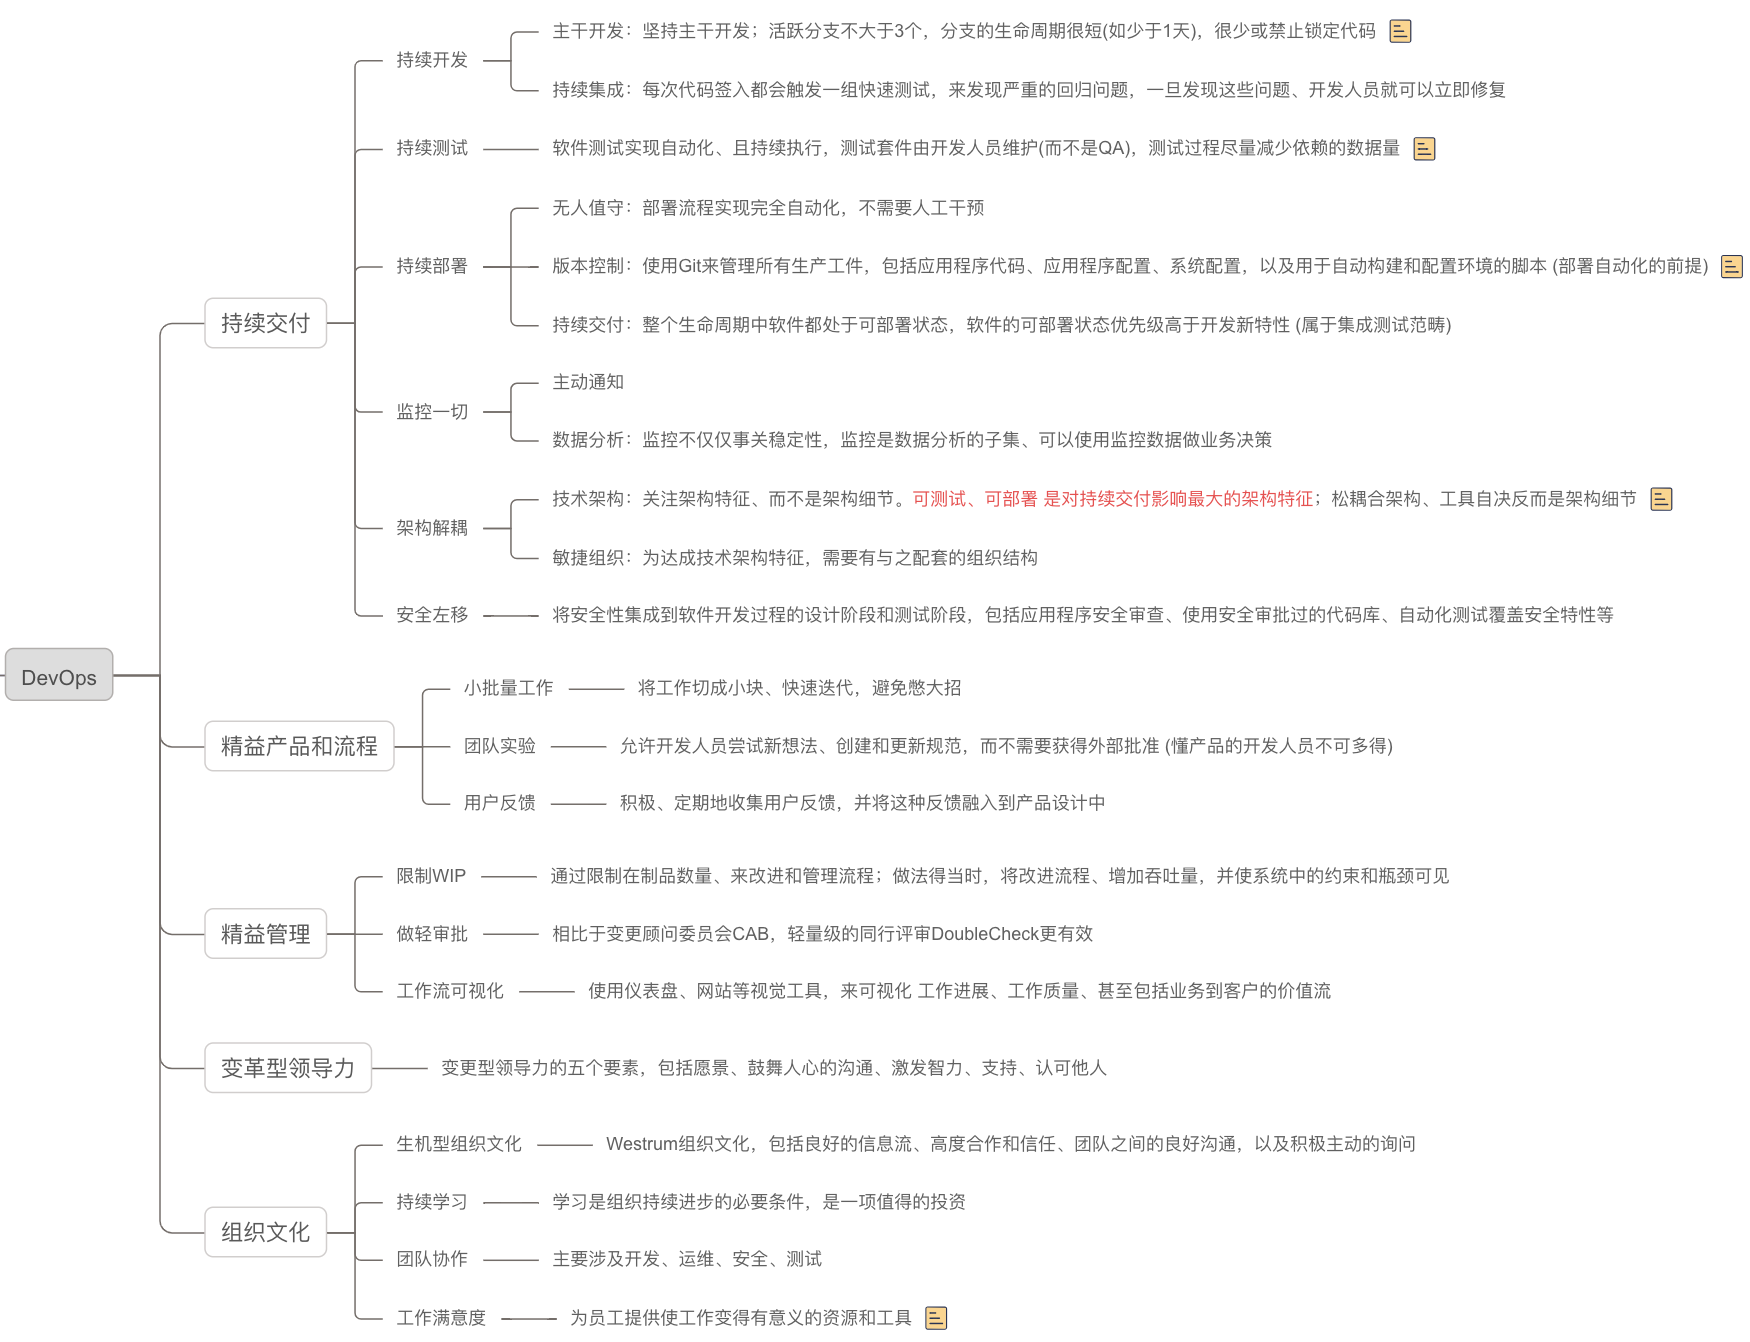 DevOps
持续交付
持续开发
主干开发：坚持主干开发；活跃分支不大于3个，分支的生命周期很短(如少于1天)，很少或禁止锁定代码
持续集成：每次代码签入都会触发一组快速测试，来发现严重的回归问题，一旦发现这些问题、开发人员就可以立即修复
持续测试
软件测试实现自动化、且持续执行，测试套件由开发人员维护(而不是QA)，测试过程尽量减少依赖的数据量
持续部署
无人值守：部署流程实现完全自动化，不需要人工干预
版本控制：使用Git来管理所有生产工件，包括应用程序代码、应用程序配置、系统配置，以及用于自动构建和配置环境的脚本 (部署自动化的前提)
持续交付：整个生命周期中软件都处于可部署状态，软件的可部署状态优先级高于开发新特性 (属于集成测试范畴)
监控一切
主动通知
数据分析：监控不仅仅事关稳定性，监控是数据分析的子集、可以使用监控数据做业务决策
架构解耦
技术架构：关注架构特征、而不是架构细节。可测试、可部署 是对持续交付影响最大的架构特征；松耦合架构、工具自决反而是架构细节
敏捷组织：为达成技术架构特征，需要有与之配套的组织结构
安全左移
将安全性集成到软件开发过程的设计阶段和测试阶段，包括应用程序安全审查、使用安全审批过的代码库、自动化测试覆盖安全特性等
精益产品和流程
小批量工作
将工作切成小块、快速迭代，避免憋大招
团队实验
允许开发人员尝试新想法、创建和更新规范，而不需要获得外部批准 (懂产品的开发人员不可多得)
用户反馈
积极、定期地收集用户反馈，并将这种反馈融入到产品设计中
精益管理
限制WIP
通过限制在制品数量、来改进和管理流程；做法得当时，将改进流程、增加吞吐量，并使系统中的约束和瓶颈可见
做轻审批
相比于变更顾问委员会CAB，轻量级的同行评审DoubleCheck更有效
工作流可视化
使用仪表盘、网站等视觉工具，来可视化 工作进展、工作质量、甚至包括业务到客户的价值流
变革型领导力
变更型领导力的五个要素，包括愿景、鼓舞人心的沟通、激发智力、支持、认可他人
组织文化
生机型组织文化
Westrum组织文化，包括良好的信息流、高度合作和信任、团队之间的良好沟通，以及积极主动的询问
持续学习
学习是组织持续进步的必要条件，是一项值得的投资
团队协作
主要涉及开发、运维、安全、测试
工作满意度
为员工提供使工作变得有意义的资源和工具